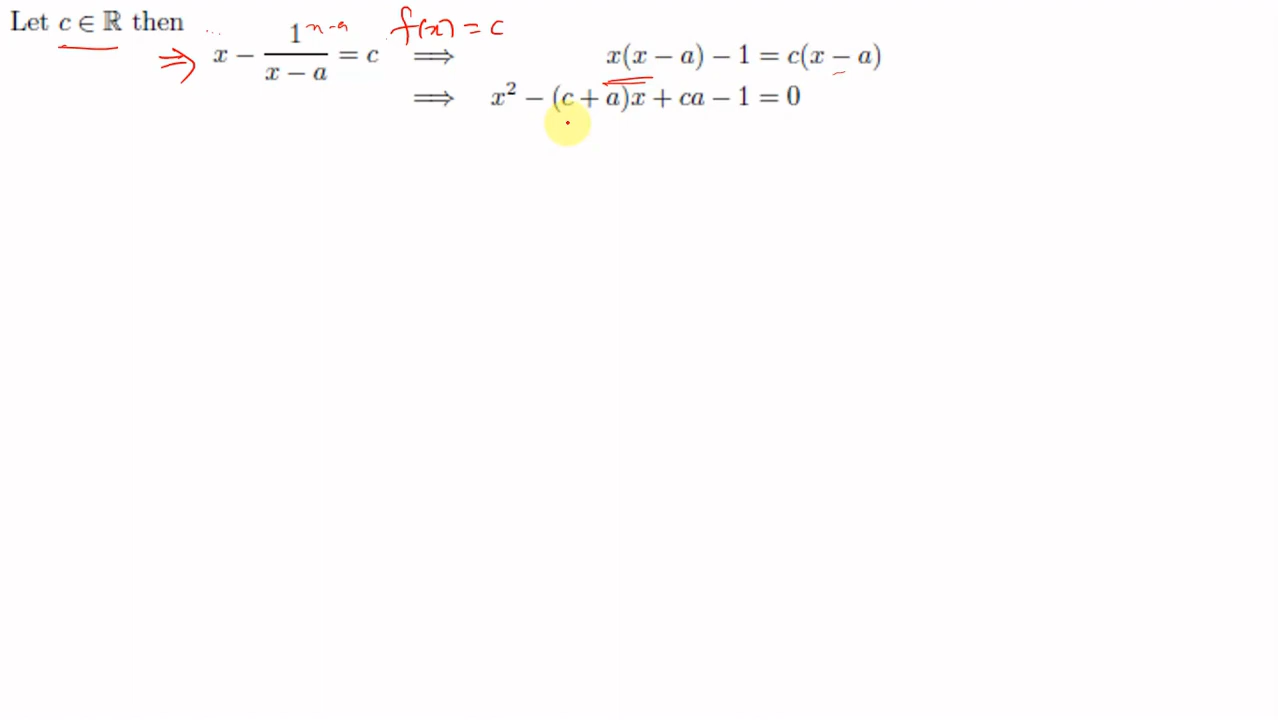 Let c ∈ ℝ then
x − 1/(x − a) = c ⟹ x(x − a) − 1 = c(x − a)
x-a f(x) = c
⟹ x² − (c + a)x + ca − 1 = 0